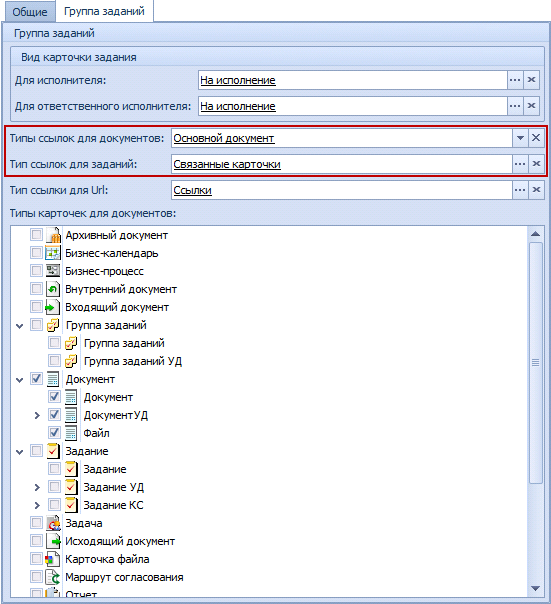 Общие Группа заданий
Группа заданий
Вид карточки задания
Для исполнителя: На исполнение
Для ответственного исполнителя: На исполнение
Типы ссылок для документов: Основной документ
Тип ссылок для заданий: Связанные карточки
Тип ссылки для Url: Ссылки
Типы карточек для документов:
Архивный документ
Бизнес-календарь
Бизнес-процесс
Внутренний документ
Входящий документ
Группа заданий
Группа заданий
Группа заданий УД
Документ
Документ
ДокументУД
Файл
Задание
Задание
Задание УД
Задание КС
Задача
Исходящий документ
Карточка файла
Маршрут согласования
Отчет